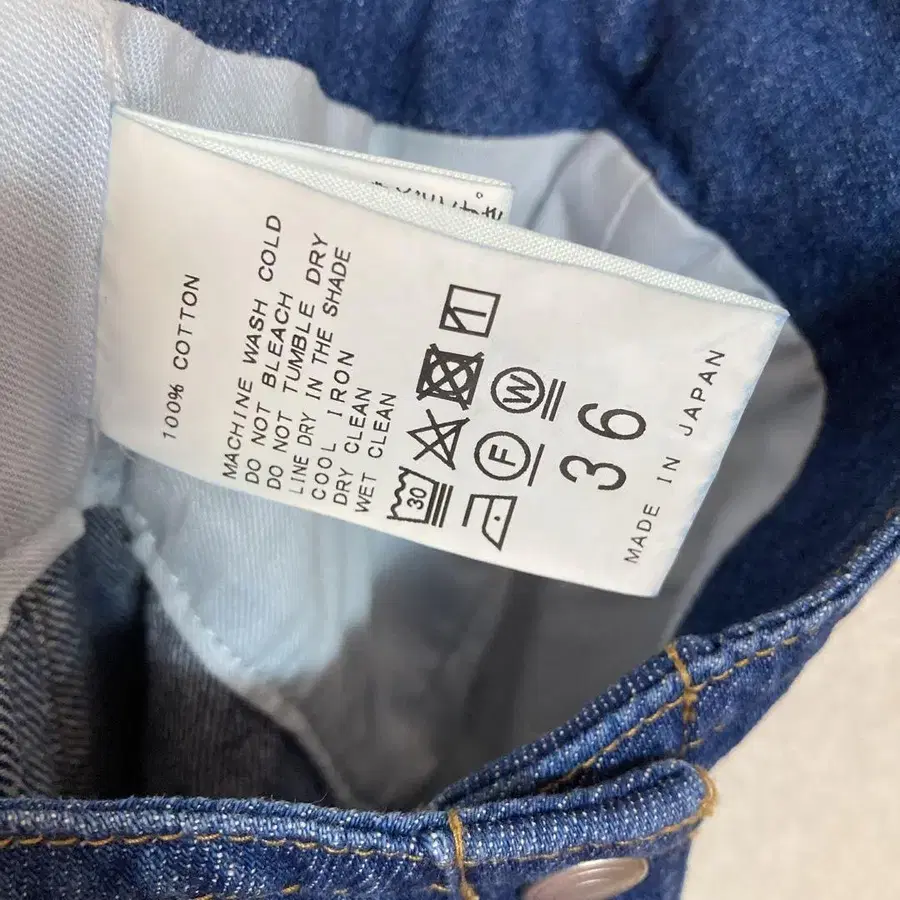 100% COTTON
MACHINE WASH COLD
DO NOT BLEACH
DO NOT TUMBLE DRY
LINE DRY IN THE SHADE
COOL IRON
DRY CLEAN
WET CLEAN
30
F
W
36
MADE IN JAPAN